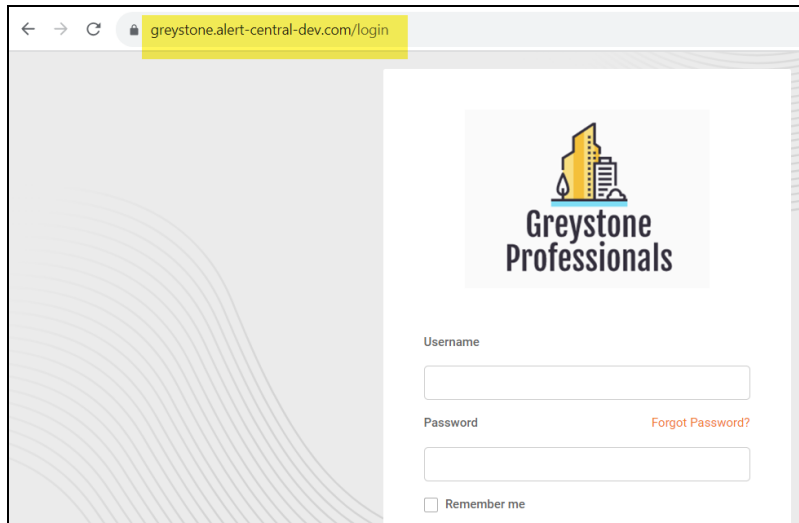 greystone.alert-central-dev.com/login
Greystone
Professionals
Username
Password Forgot Password?
Remember me